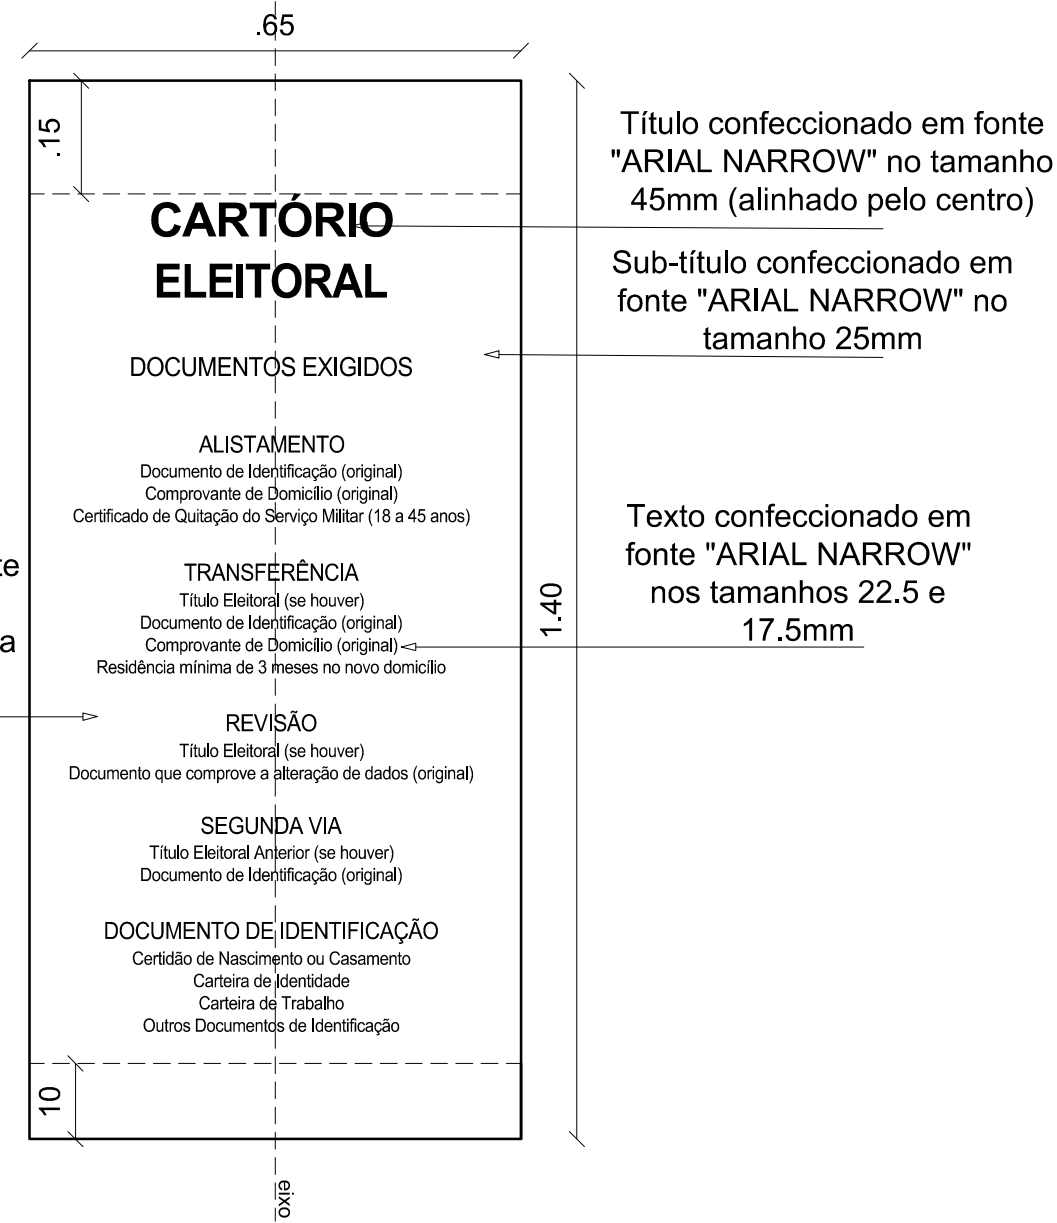 .65
.15
CARTÓRIO
ELEITORAL
DOCUMENTOS EXIGIDOS
ALISTAMENTO
Documento de Identificação (original)
Comprovante de Domicílio (original)
Certificado de Quitação do Serviço Militar (18 a 45 anos)
TRANSFERÊNCIA
Título Eleitoral (se houver)
Documento de Identificação (original)
Comprovante de Domicílio (original)
Residência mínima de 3 meses no novo domicílio
REVISÃO
Título Eleitoral (se houver)
Documento que comprove a alteração de dados (original)
SEGUNDA VIA
Título Eleitoral Anterior (se houver)
Documento de Identificação (original)
DOCUMENTO DE IDENTIFICAÇÃO
Certidão de Nascimento ou Casamento
Carteira de Identidade
Carteira de Trabalho
Outros Documentos de Identificação
10
eixo
1.40
Título confeccionado em fonte
"ARIAL NARROW" no tamanho
45mm (alinhado pelo centro)
Sub-título confeccionado em
fonte "ARIAL NARROW" no
tamanho 25mm
Texto confeccionado em
fonte "ARIAL NARROW"
nos tamanhos 22.5 e
17.5mm